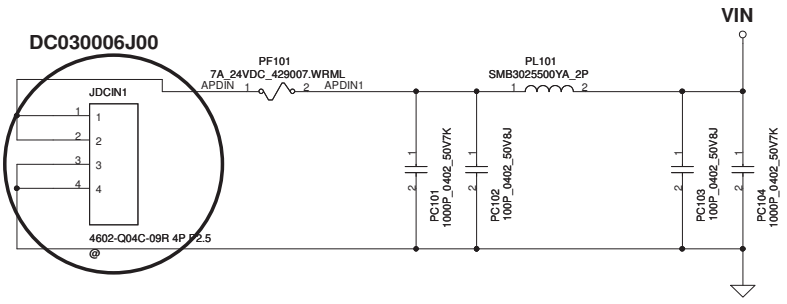 VIN
DC030006J00
PF101
7A_24VDC_429007.WRML
APDIN 1 2 APDIN1
PL101
SMB3025500YA_2P
1 2
JDCIN1
1 1
2 2
3 3
4 4
4602-Q04C-09R 4P P2.5
@
1 2
PC101
1000P_0402_50V7K
1 2
PC102
100P_0402_50V8J
1 2
PC103
100P_0402_50V8J
1 2
PC104
1000P_0402_50V7K